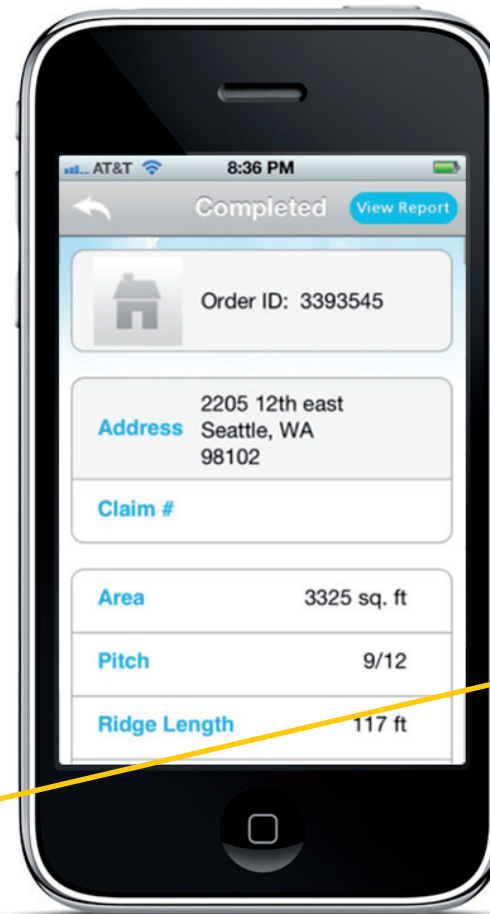 AT&T 8:36 PM
Completed View Report
Order ID: 3393545
Address 2205 12th east
Seattle, WA
98102
Claim #
Area 3325 sq. ft
Pitch 9/12
Ridge Length 117 ft